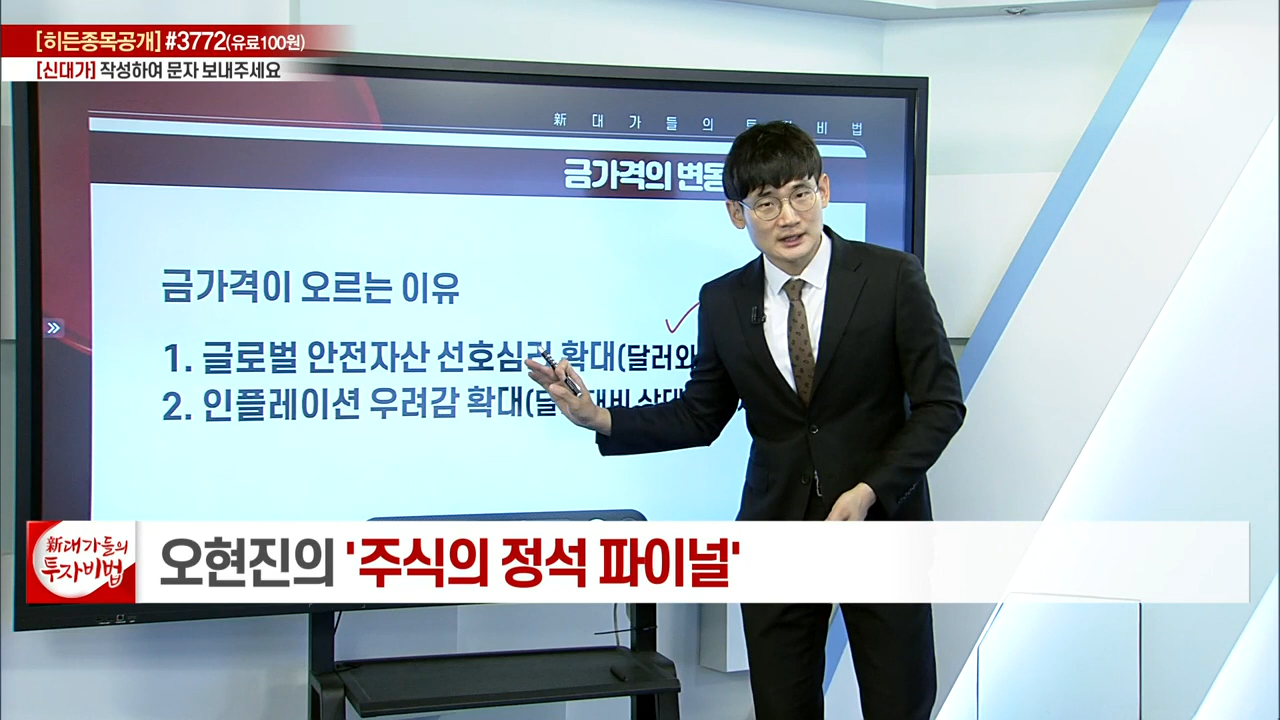 [히든종목공개] #3772(유료100원)
[신대가] 작성하여 문자 보내주세요
新 대 가 들 의 투 비 법
금가격의 변동
금가격이 오르는 이유
1. 글로벌 안전자산 선호심리 확대(달러와
2. 인플레이션 우려감 확대(달 대비 상대
新대가들의
투자비법
오현진의 '주식의 정석 파이널'